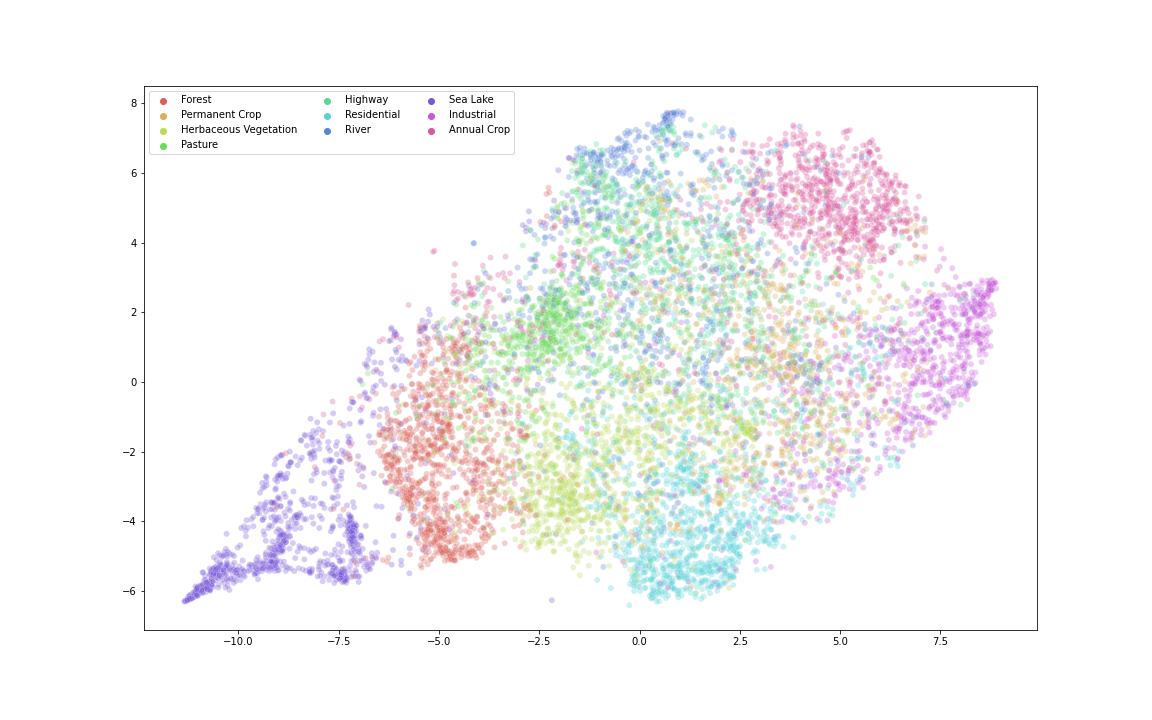 8
6
4
2
0
−2
−4
−6
Forest
Permanent Crop
Herbaceous Vegetation
Pasture
Highway
Residential
River
Sea Lake
Industrial
Annual Crop
−10.0 −7.5 −5.0 −2.5 0.0 2.5 5.0 7.5